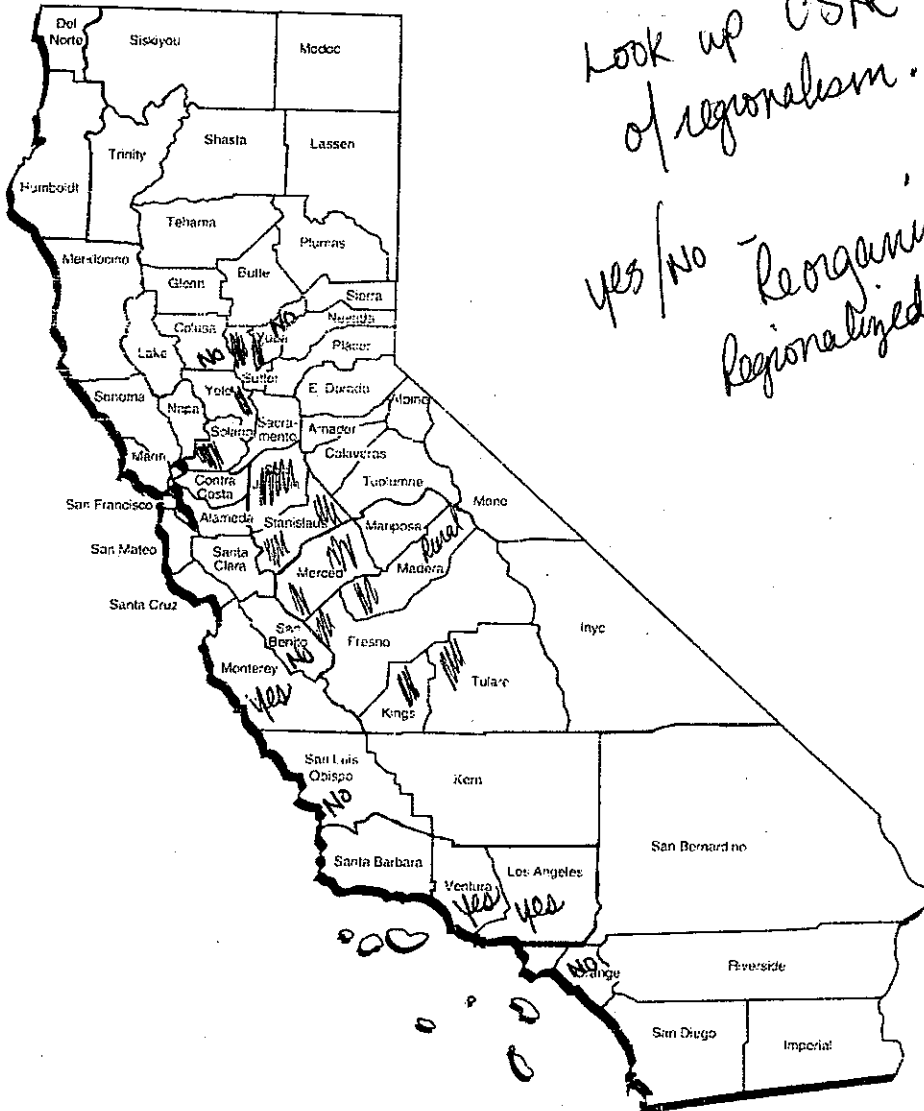 Look up
of regionalism.
yes/No -
Regionalized
Del
Norte
Siskiyou
Modoc
Humboldt
Trinity
Shasta
Lassen
Tehama
Plumas
Mendocino
Glenn
Butte
Sierra
Colusa
No
Yuba
No
Nevada
Placer
Lake
Sutter
Yolo
El Dorado
Alpine
Sonoma
Napa
Solano
Sacra-
mento
Amador
Calaveras
Marin
Contra
Costa
Tuolumne
Mono
San Francisco
Alameda
Stanislaus
Mariposa
Rural
San Mateo
Santa
Clara
Merced
Madera
Santa Cruz
San
Benito
No
Fresno
Inyo
Monterey
yes
Kings
Tulare
San Luis
Obispo
No
Kern
San Bernardino
Santa Barbara
Ventura
yes
Los Angeles
yes
No
Orange
Riverside
San Diego
Imperial